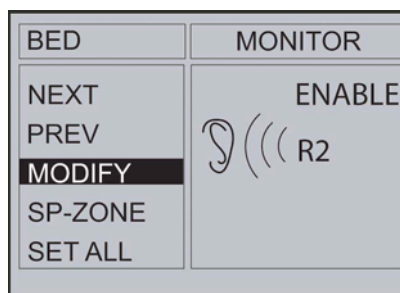 BED
MONITOR
NEXT
PREV
MODIFY
SP-ZONE
SET ALL
ENABLE
R2